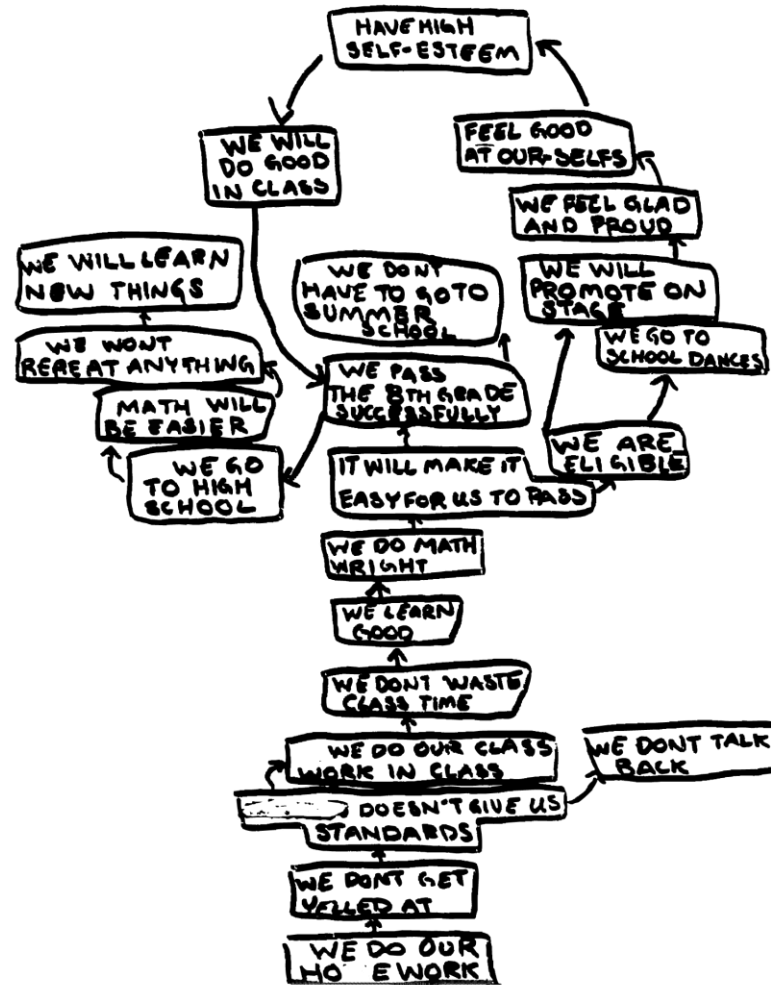 HAVE HIGH
SELF-ESTEEM
FEEL GOOD
AT OUR-SELFS
WE WILL
DO GOOD
IN CLASS
WE FEEL GLAD
AND PROUD
WE WILL LEARN
NEW THINGS
WE DONT
HAVE TO GO TO
SUMMER
SCHOOL
WE WILL
PROMOTE ON
STAGE
WE GO TO
SCHOOL DANCES
WE WONT
REPEAT ANYTHING
WE PASS
THE 8TH GRADE
SUCCESSFULLY
MATH WILL
BE EASIER
WE ARE
ELIGIBLE
WE GO
TO HIGH
SCHOOL
IT WILL MAKE IT
EASY FOR US TO PASS
WE DO MATH
WRIGHT
WE LEARN
GOOD
WE DONT WASTE
CLASS TIME
WE DO OUR CLASS
WORK IN CLASS
WE DONT TALK
BACK
DOESN'T GIVE US
STANDARDS
WE DONT GET
YELLED AT
WE DO OUR
HO EWORK